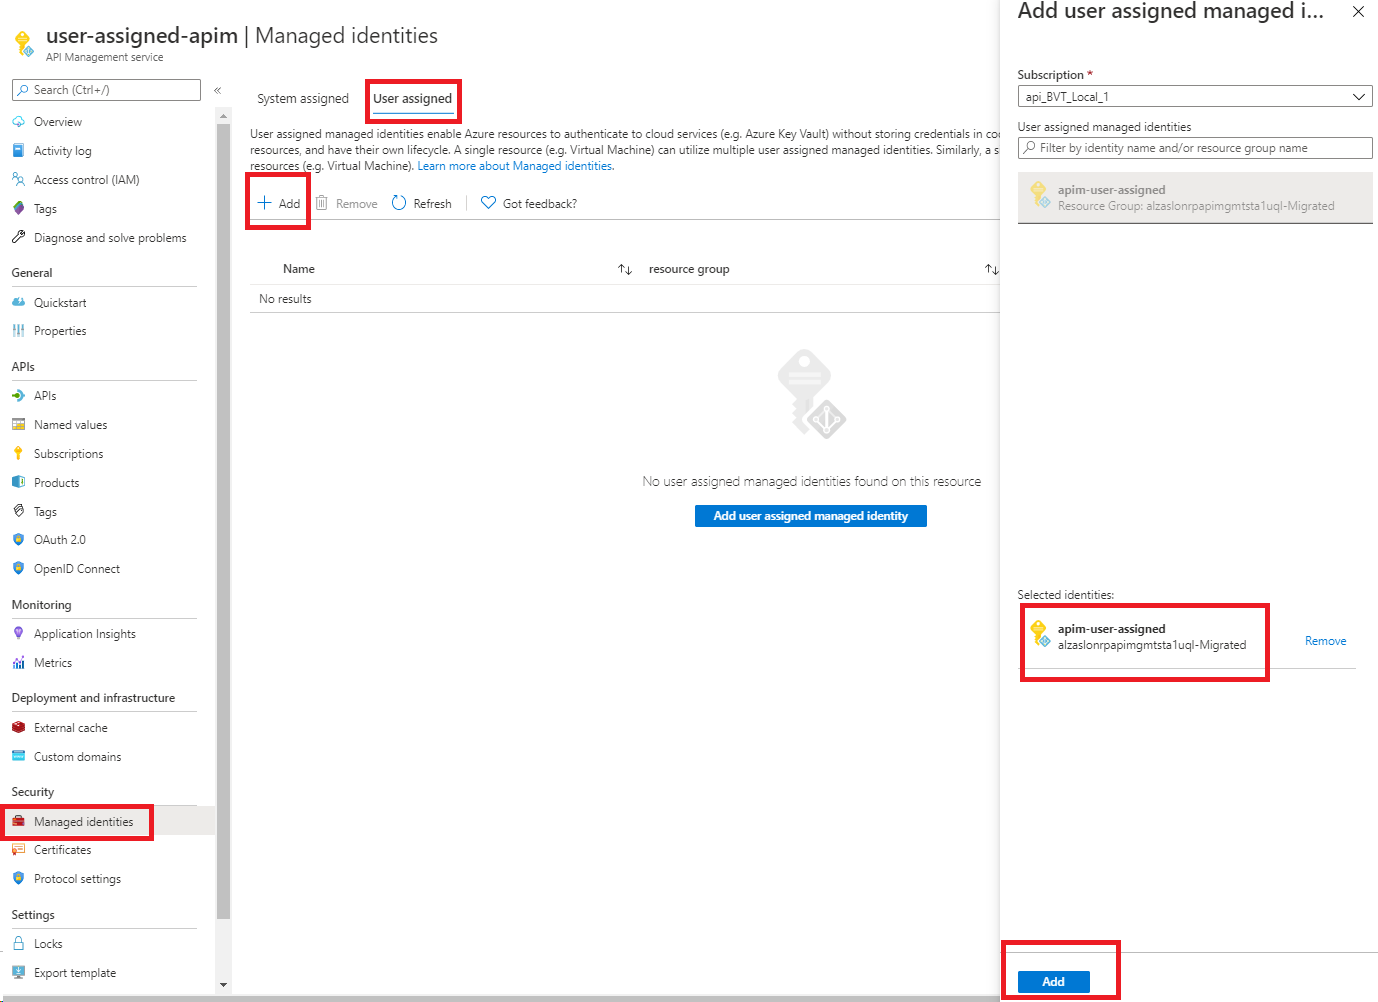 user-assigned-apim | Managed identities
API Management service
Search (Ctrl+/)
«
Overview
Activity log
Access control (IAM)
Tags
Diagnose and solve problems
General
Quickstart
Properties
APIs
APIs
Named values
Subscriptions
Products
Tags
OAuth 2.0
OpenID Connect
Monitoring
Application Insights
Metrics
Deployment and infrastructure
External cache
Custom domains
Security
Managed identities
Certificates
Protocol settings
Settings
Locks
Export template
System assigned User assigned
User assigned managed identities enable Azure resources to authenticate to cloud services (e.g. Azure Key Vault) without storing credentials in co
resources, and have their own lifecycle. A single resource (e.g. Virtual Machine) can utilize multiple user assigned managed identities. Similarly, a s
resources (e.g. Virtual Machine). Learn more about Managed identities.
Add Remove Refresh Got feedback?
Name resource group
No results
No user assigned managed identities found on this resource
Add user assigned managed identity
Add user assigned managed i...
Subscription *
api_BVT_Local_1
User assigned managed identities
Filter by identity name and/or resource group name
apim-user-assigned
Resource Group: alzaslonrpapimgmtsta1uql-Migrated
Selected identities:
apim-user-assigned
alzaslonrpapimgmtsta1uql-Migrated
Remove
Add